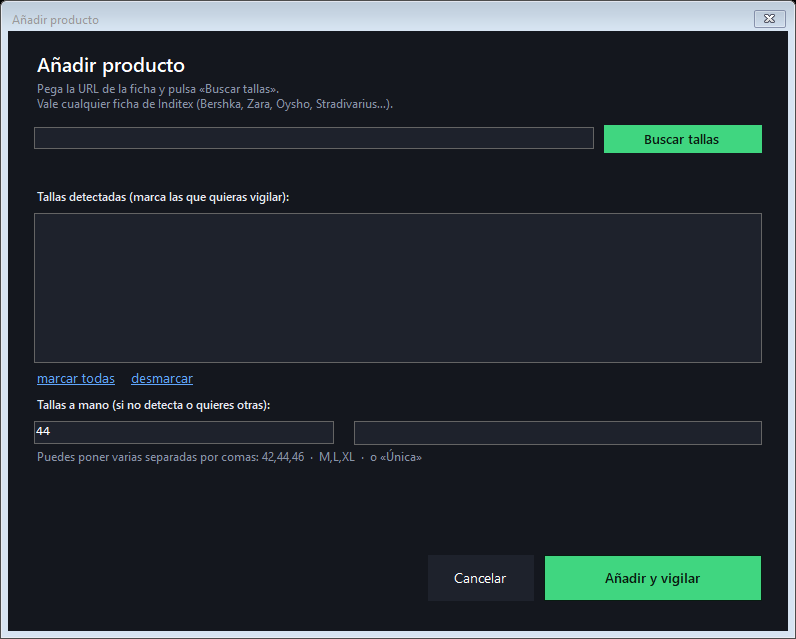 Añadir producto
Añadir producto
Pega la URL de la ficha y pulsa «Buscar tallas».
Vale cualquier ficha de Inditex (Bershka, Zara, Oysho, Stradivarius...).
Buscar tallas
Tallas detectadas (marca las que quieras vigilar):
marcar todas desmarcar
Tallas a mano (si no detecta o quieres otras):
44
Puedes poner varias separadas por comas: 42,44,46 · M,L,XL · o «Única»
Cancelar Añadir y vigilar